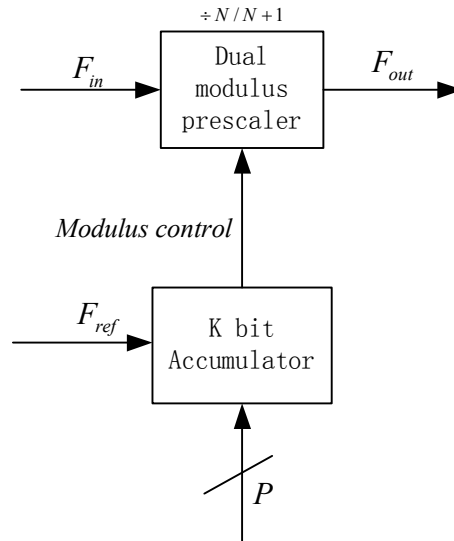 ÷N/N+1
Dual
modulus
prescaler
F_in
F_out
Modulus control
K bit
Accumulator
F_ref
P